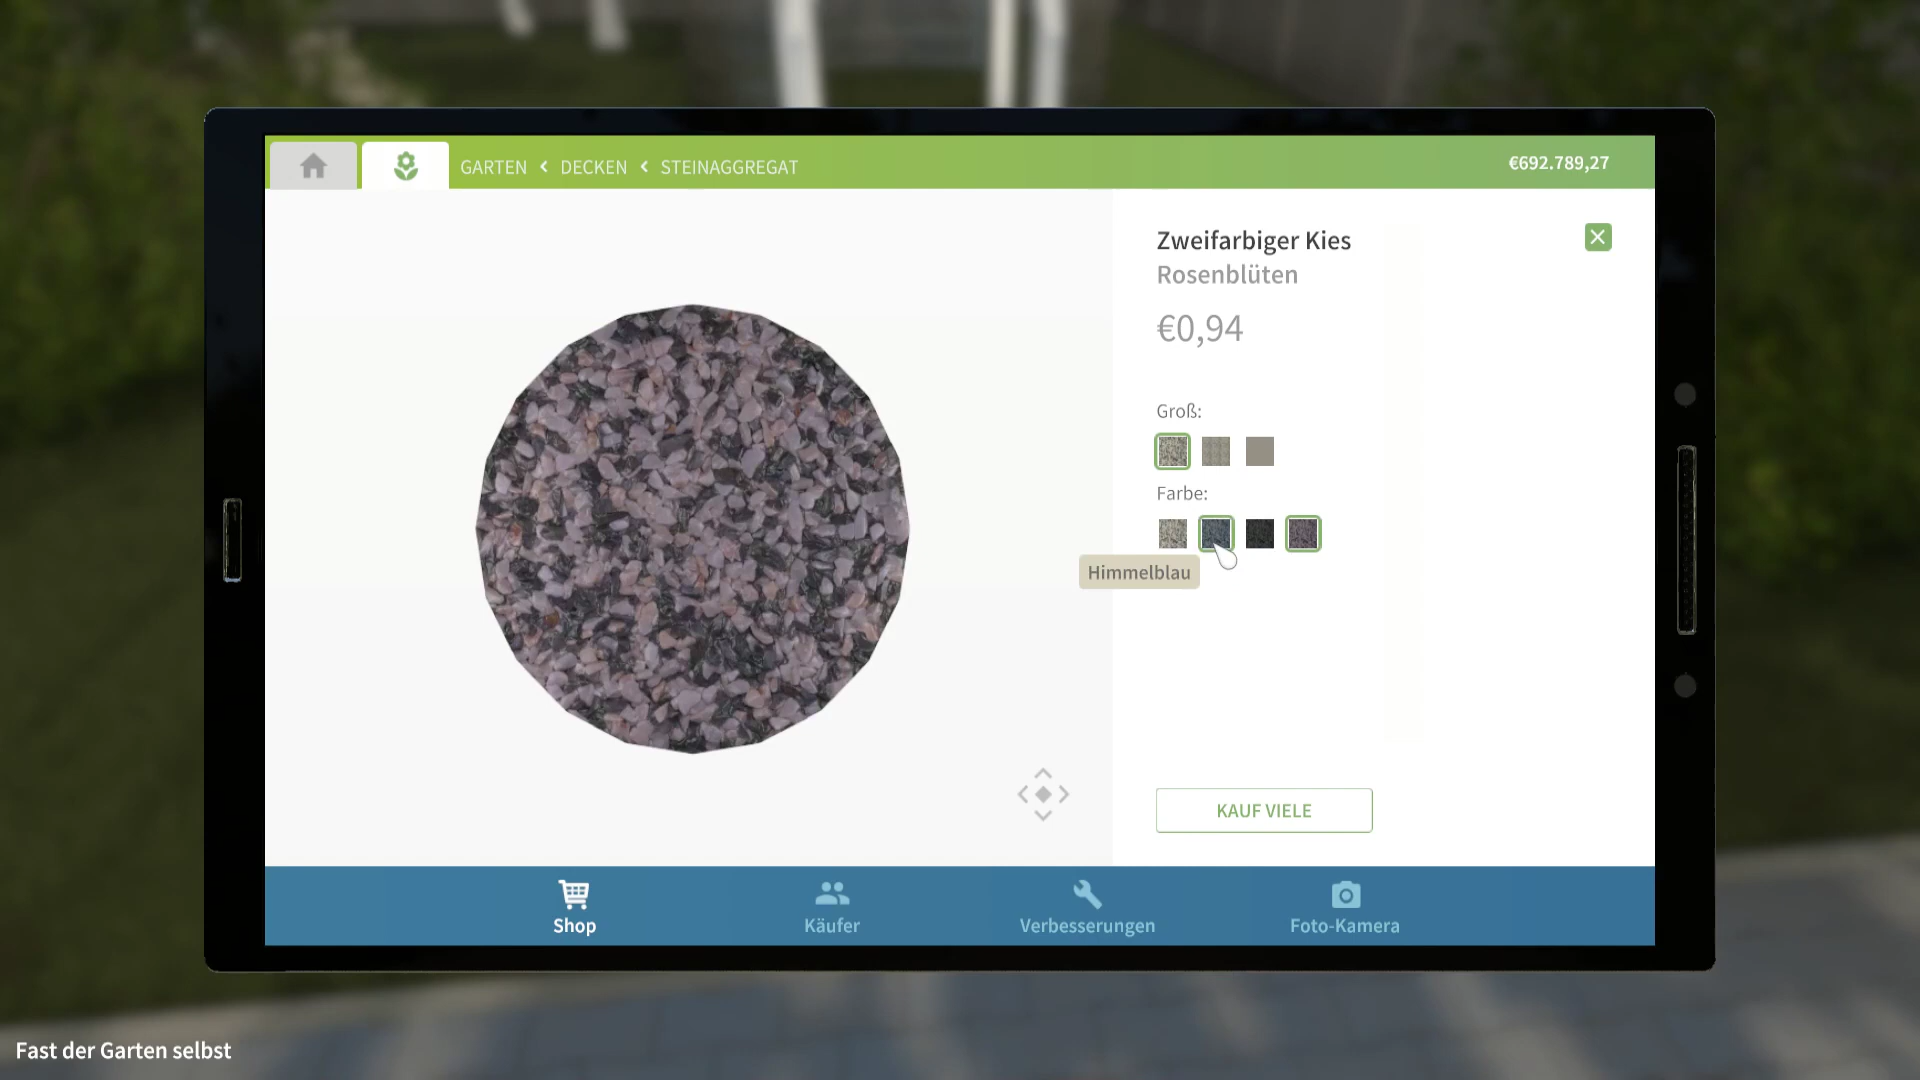 GARTEN < DECKEN < STEINAGGREGAT
€692.789,27
Zweifarbiger Kies
Rosenblüten
€0,94
Groß:
Farbe:
Himmelblau
KAUF VIELE
Shop
Käufer
Verbesserungen
Foto-Kamera
Fast der Garten selbst